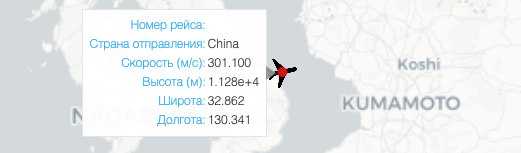 Номер рейса:
Страна отправления: China
Скорость (м/с): 301.100
Высота (м): 1.128e+4
Широта: 32.862
Долгота: 130.341
Koshi
KUMAMOTO